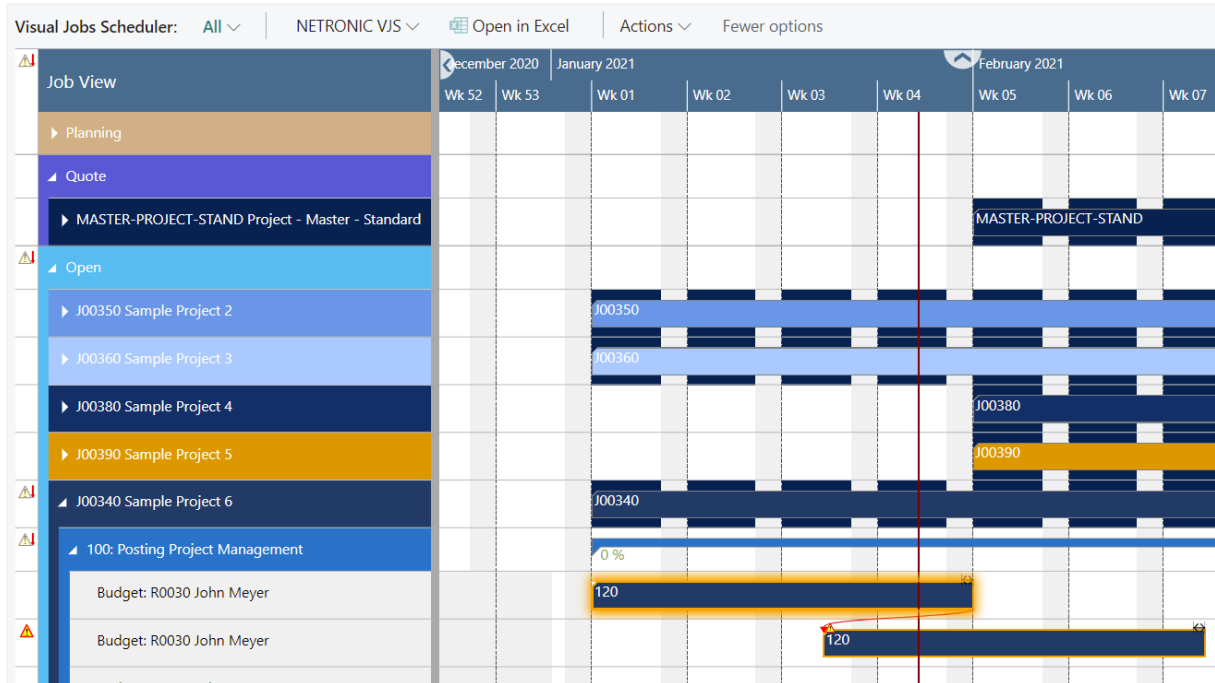 Visual Jobs Scheduler: All NETRONIC VJS Open in Excel Actions Fewer options
Job View
ecember 2020 January 2021 February 2021
Wk 52 Wk 53 Wk 01 Wk 02 Wk 03 Wk 04 Wk 05 Wk 06 Wk 07
Planning
Quote
MASTER-PROJECT-STAND Project - Master - Standard MASTER-PROJECT-STAND
Open
J00350 Sample Project 2 J00350
J00360 Sample Project 3 J00360
J00380 Sample Project 4 J00380
J00390 Sample Project 5 J00390
J00340 Sample Project 6 J00340
100: Posting Project Management
0 %
Budget: R0030 John Meyer 120
Budget: R0030 John Meyer 120